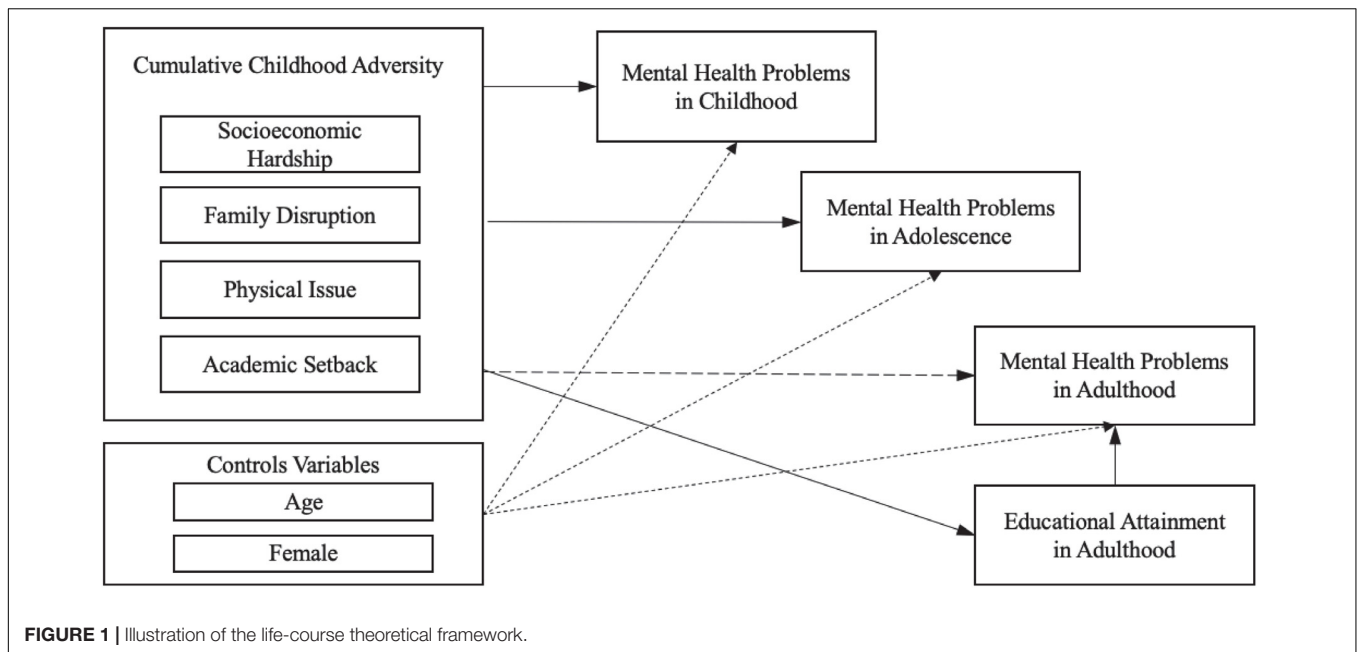 Cumulative Childhood Adversity
Socioeconomic
Hardship
Family Disruption
Physical Issue
Academic Setback
Controls Variables
Age
Female
Mental Health Problems
in Childhood
Mental Health Problems
in Adolescence
Mental Health Problems
in Adulthood
Educational Attainment
in Adulthood
FIGURE 1 | Illustration of the life-course theoretical framework.